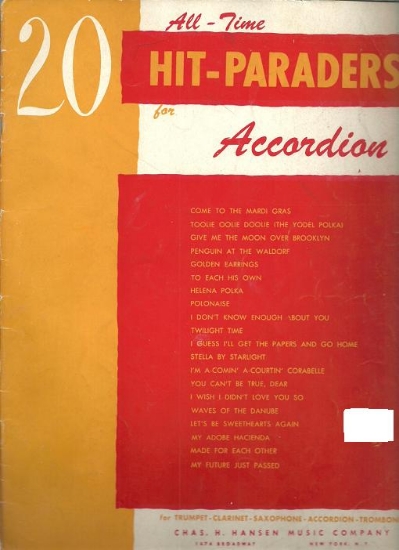 20
All-Time
HIT-PARADERS
for
Accordion
COME TO THE MARDI GRAS
TOOLIE OOLIE DOOLIE (THE YODEL POLKA)
GIVE ME THE MOON OVER BROOKLYN
PENGUIN AT THE WALDORF
GOLDEN EARRINGS
TO EACH HIS OWN
HELENA POLKA
POLONAISE
I DON'T KNOW ENOUGH ABOUT YOU
TWILIGHT TIME
I GUESS I'LL GET THE PAPERS AND GO HOME
STELLA BY STARLIGHT
I'M A-COMIN' A-COURTIN' CORABELLE
YOU CAN'T BE TRUE, DEAR
I WISH I DIDN'T LOVE YOU SO
WAVES OF THE DANUBE
LET'S BE SWEETHEARTS AGAIN
MY ADOBE HACIENDA
MADE FOR EACH OTHER
MY FUTURE JUST PASSED
for TRUMPET-CLARINET-SAXOPHONE-ACCORDION-TROMBON
CHAS. H. HANSEN MUSIC COMPANY
1674 BROADWAY NEW YORK, N. Y.